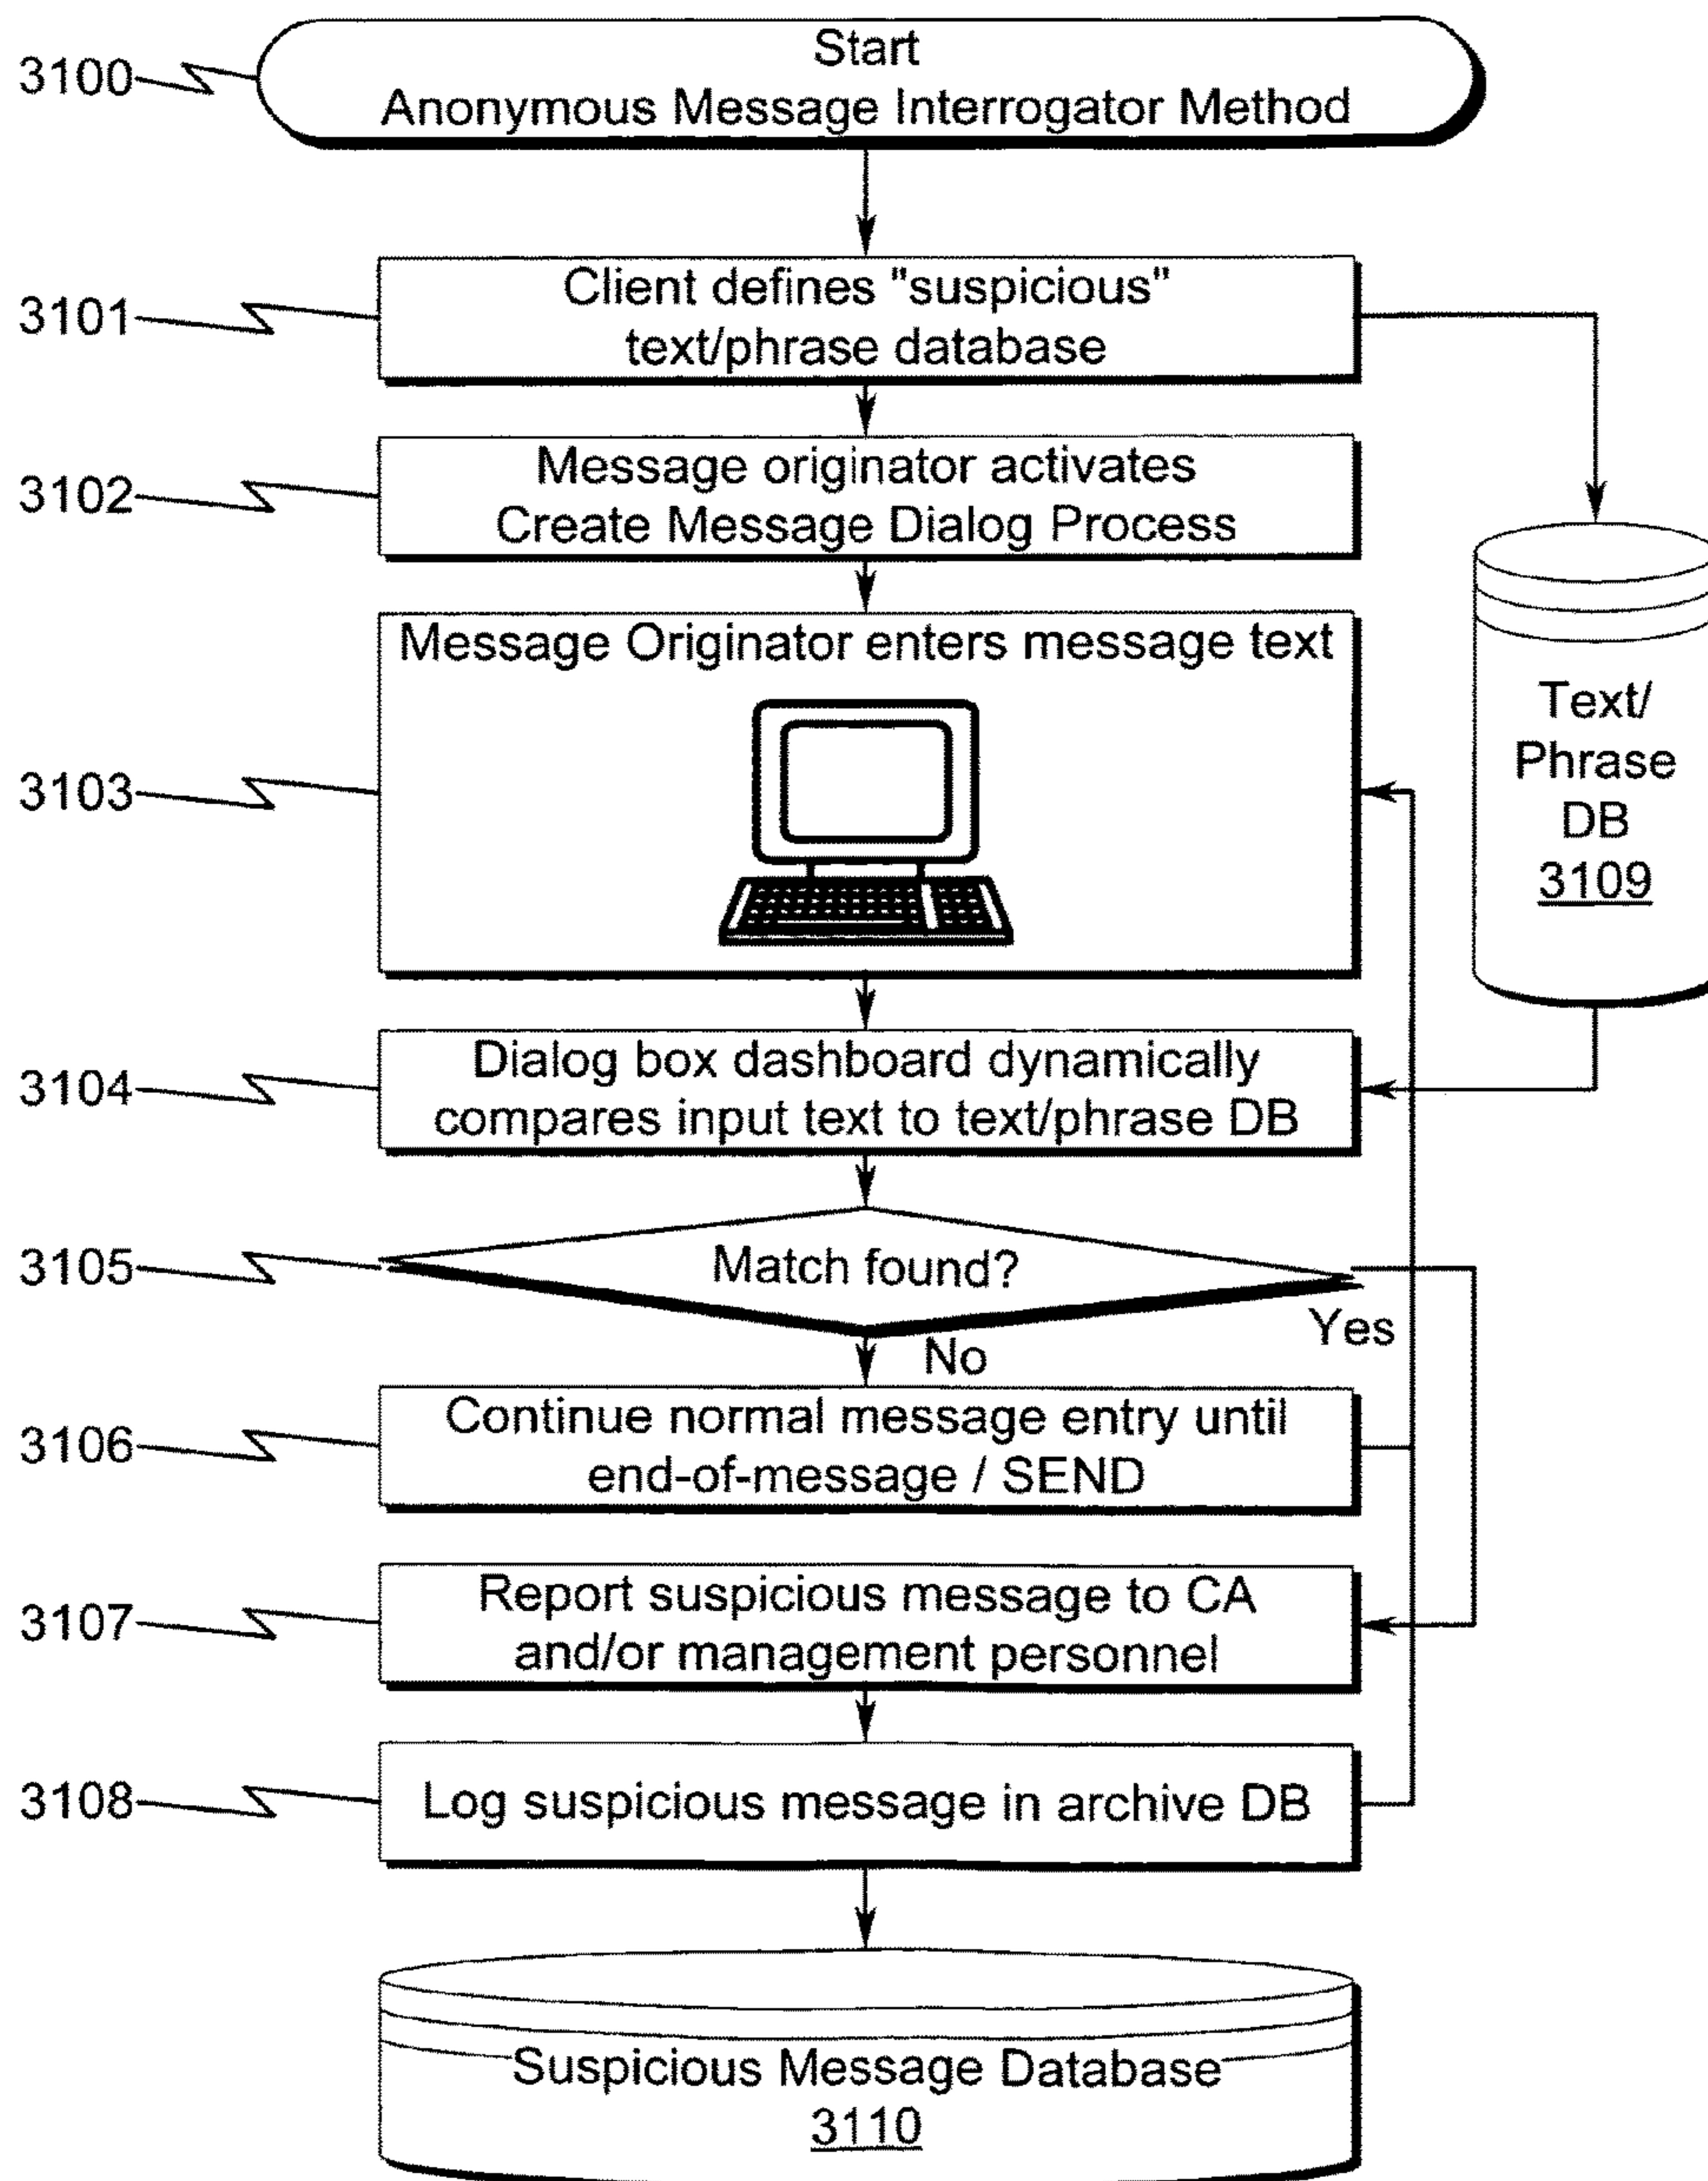 3100
Start
Anonymous Message Interrogator Method
3101
Client defines "suspicious"
text/phrase database
3102
Message originator activates
Create Message Dialog Process
3103
Message Originator enters message text
Text/
Phrase
DB
3109
3104
Dialog box dashboard dynamically
compares input text to text/phrase DB
3105
Match found?
Yes
No
3106
Continue normal message entry until
end-of-message / SEND
3107
Report suspicious message to CA
and/or management personnel
3108
Log suspicious message in archive DB
Suspicious Message Database
3110